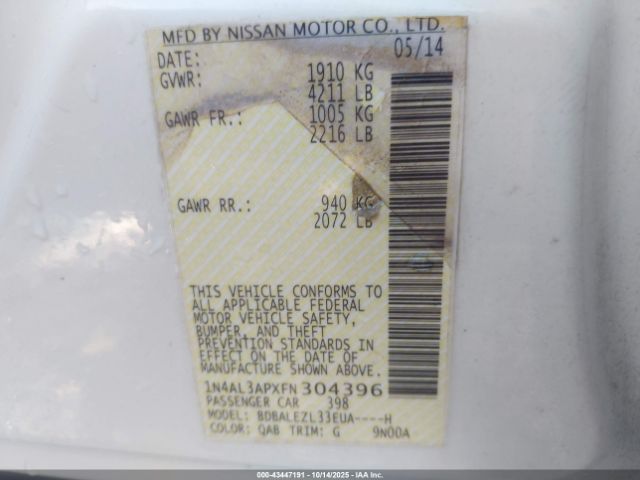 MFD BY NISSAN MOTOR CO., LTD.
DATE: 05/14
GVWR: 1910 KG
4211 LB
GAWR FR.: 1005 KG
2216 LB
GAWR RR.: 940 KG
2072 LB
THIS VEHICLE CONFORMS TO
ALL APPLICABLE FEDERAL
MOTOR VEHICLE SAFETY,
BUMPER, AND THEFT
PREVENTION STANDARDS IN
EFFECT ON THE DATE OF
MANUFACTURE SHOWN ABOVE.
1N4AL3APXFN304396
PASSENGER CAR 398
MODEL: BDBALEZL33EUA----H
COLOR: QAB TRIM: G 9N00A
000-43447191 - 10/14/2025 - IAAI.COM